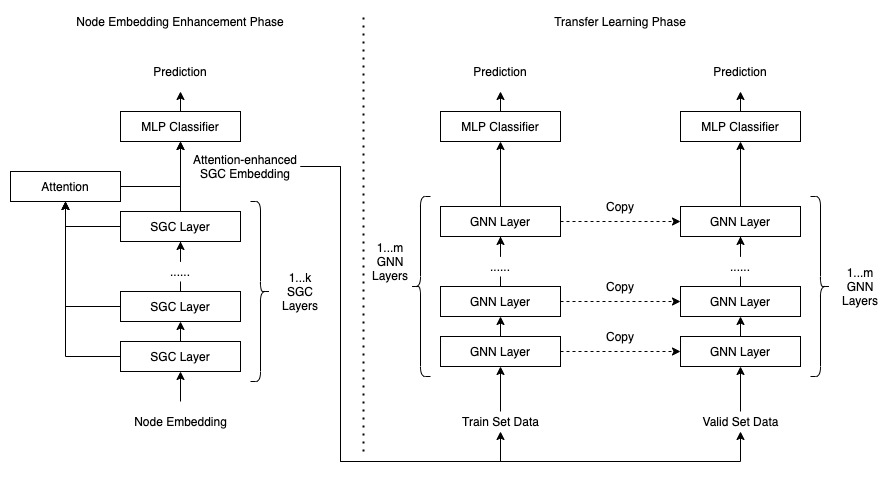 Node Embedding Enhancement Phase
Transfer Learning Phase
Prediction
MLP Classifier
Attention-enhanced
SGC Embedding
Attention
SGC Layer
......
SGC Layer
SGC Layer
1...k
SGC
Layers
Node Embedding
Prediction
MLP Classifier
1...m
GNN
Layers
GNN Layer
......
GNN Layer
GNN Layer
Train Set Data
Copy
Copy
Copy
Prediction
MLP Classifier
GNN Layer
......
GNN Layer
GNN Layer
1...m
GNN
Layers
Valid Set Data